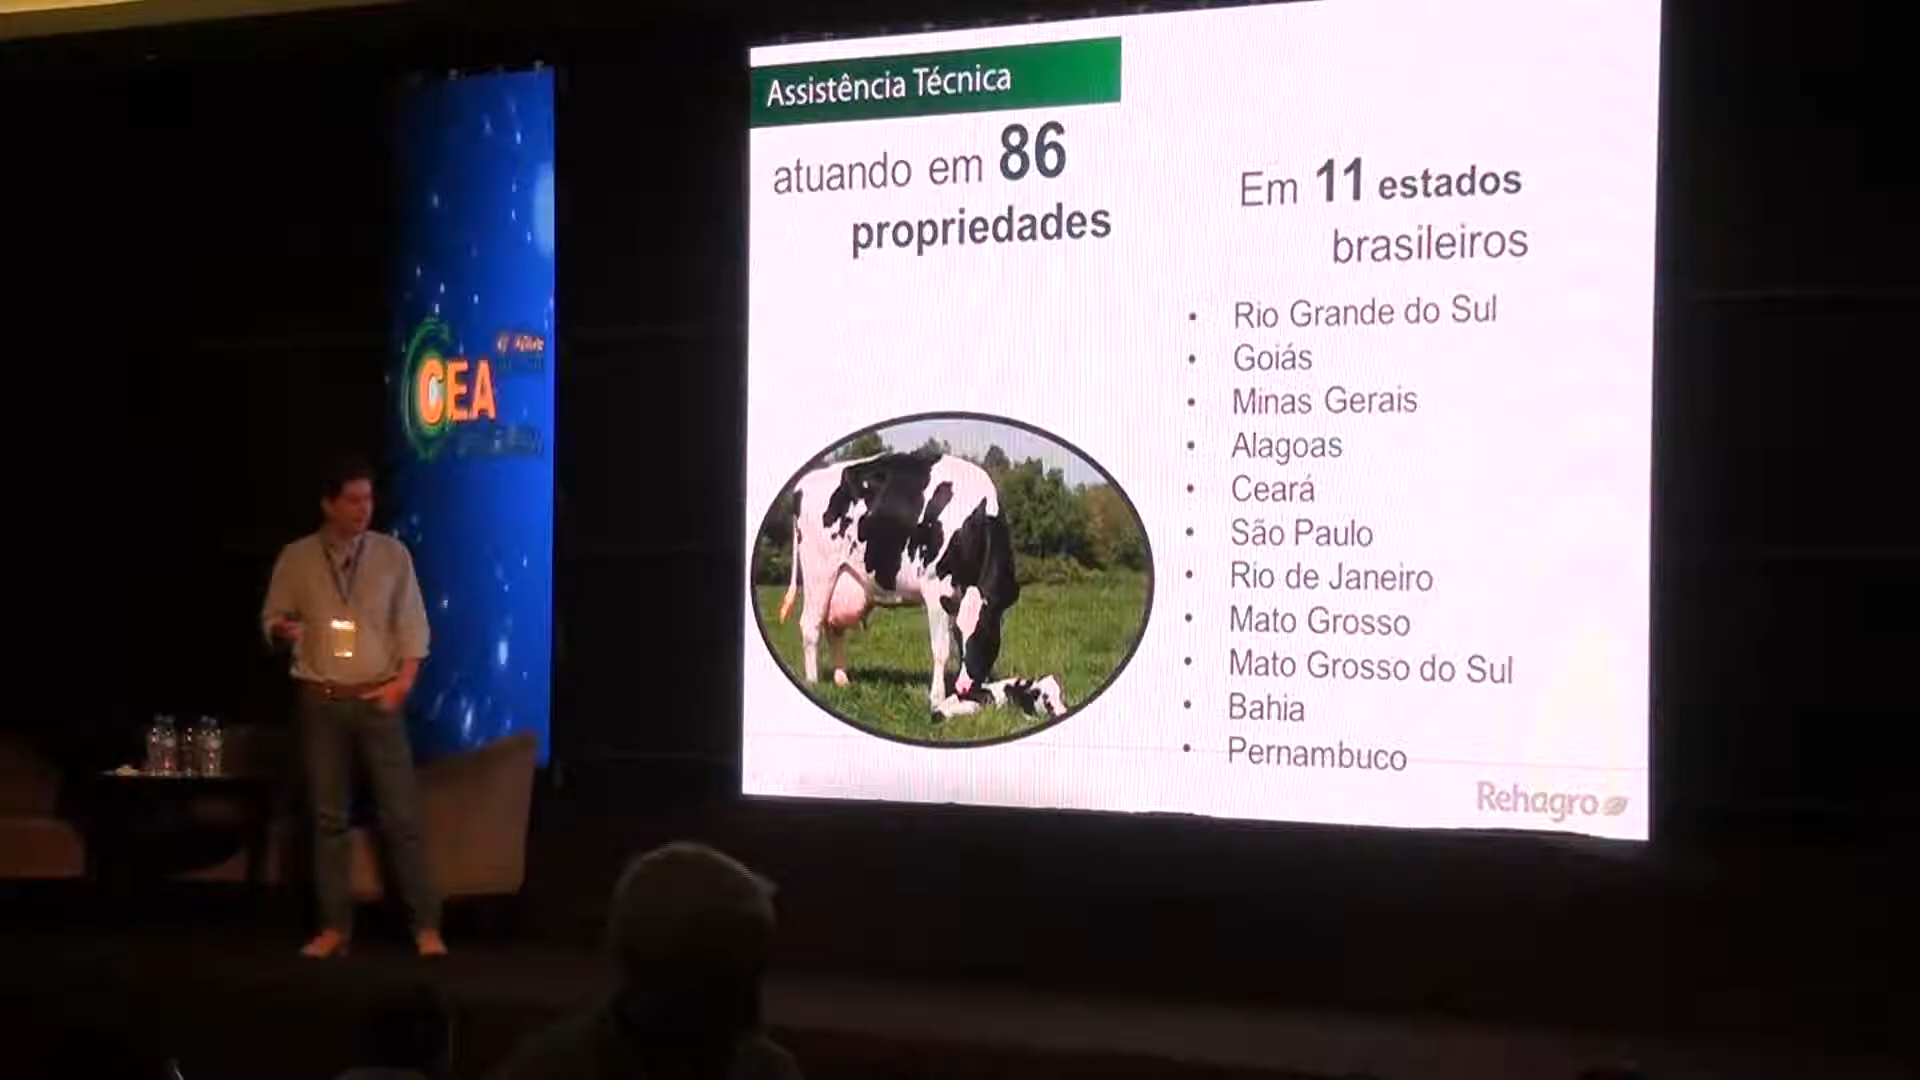 Assistência Técnica
atuando em 86
propriedades
Em 11 estados
brasileiros
• Rio Grande do Sul
• Goiás
• Minas Gerais
• Alagoas
• Ceará
• São Paulo
• Rio de Janeiro
• Mato Grosso
• Mato Grosso do Sul
• Bahia
• Pernambuco
Rehagro
CEA